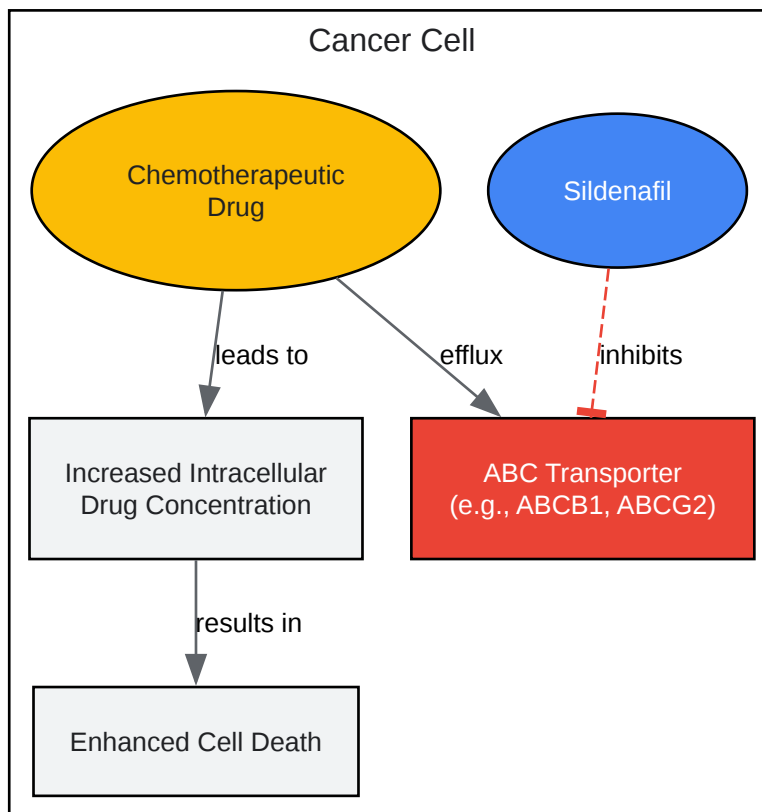 Cancer Cell
Chemotherapeutic
Drug
Sildenafil
leads to
efflux
inhibits
Increased Intracellular
Drug Concentration
ABC Transporter
(e.g., ABCB1, ABCG2)
results in
Enhanced Cell Death